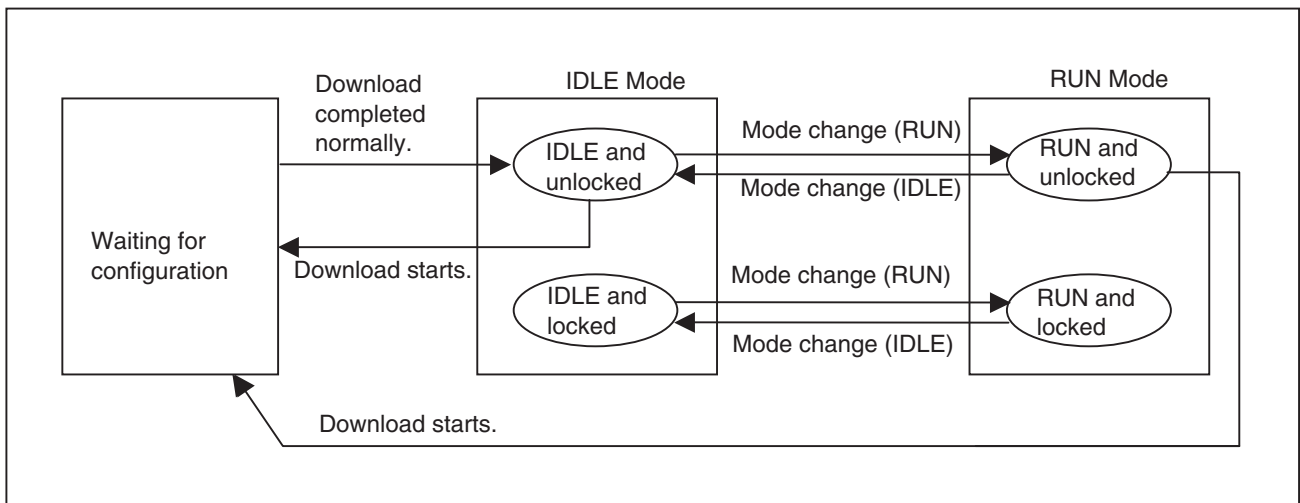 IDLE Mode
RUN Mode
Download
completed
normally.
Mode change (RUN)
IDLE and
unlocked
RUN and
unlocked
Mode change (IDLE)
Waiting for
configuration
Download starts.
Mode change (RUN)
IDLE and
locked
RUN and
locked
Mode change (IDLE)
Download starts.